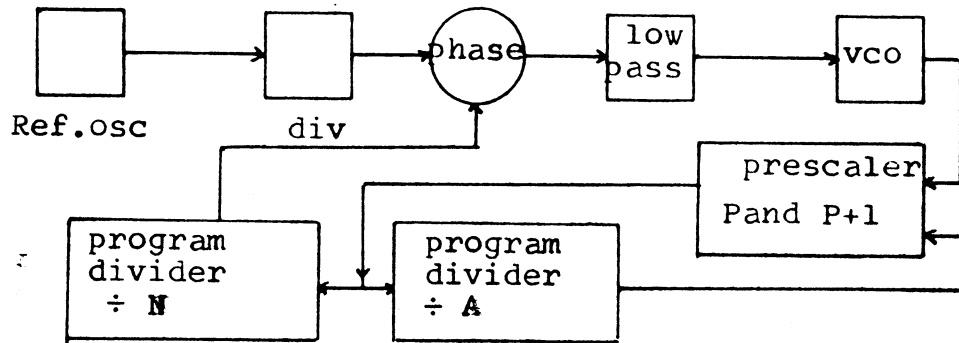 phase
low
pass
vco
Ref.osc
div
prescaler
Pand P+1
program
divider
÷ N
program
divider
÷ A